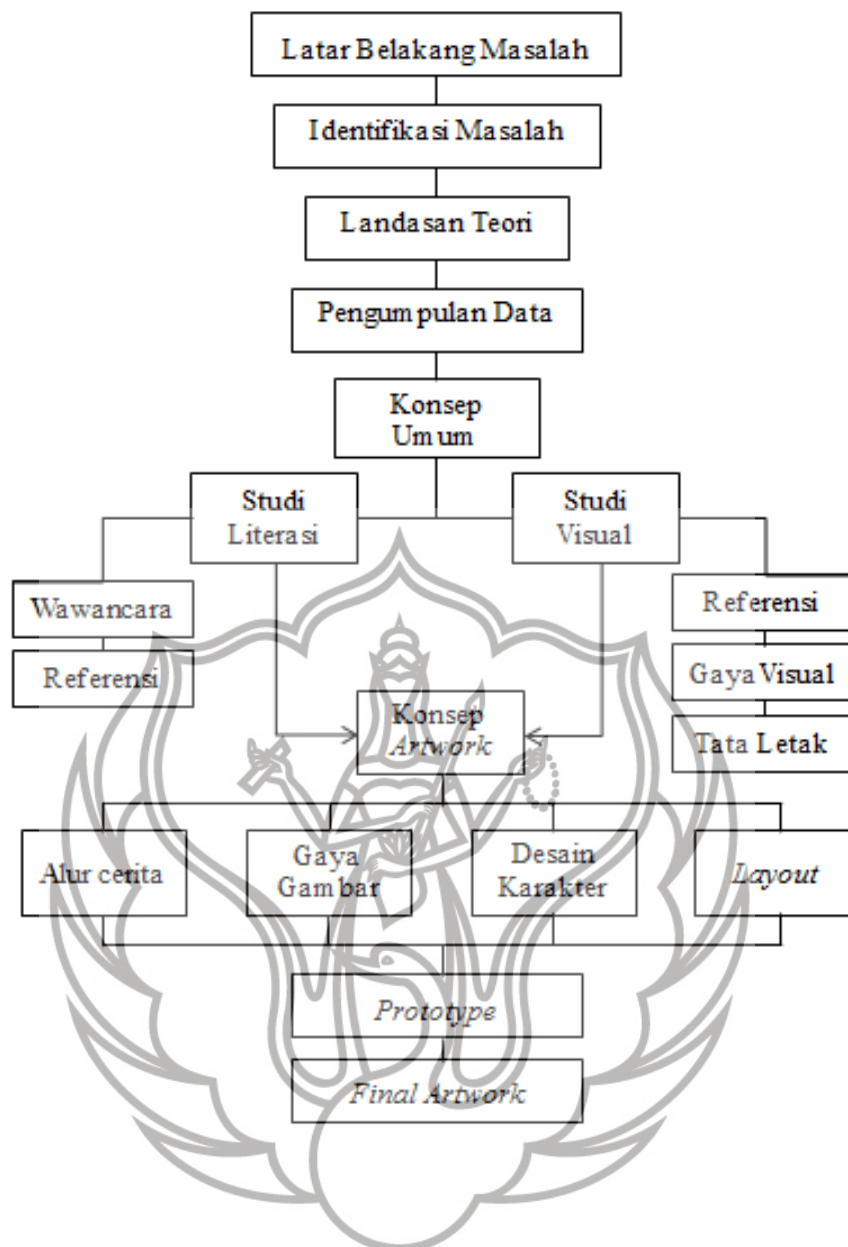 Latar Belakang Masalah
Identifikasi Masalah
Landasan Teori
Pengumpulan Data
Konsep
Umum
Studi
Literasi
Studi
Visual
Wawancara
Referensi
Referensi
Gaya Visual
Tata Letak
Konsep
Artwork
Alur cerita
Gaya
Gambar
Desain
Karakter
Layout
Prototype
Final Artwork